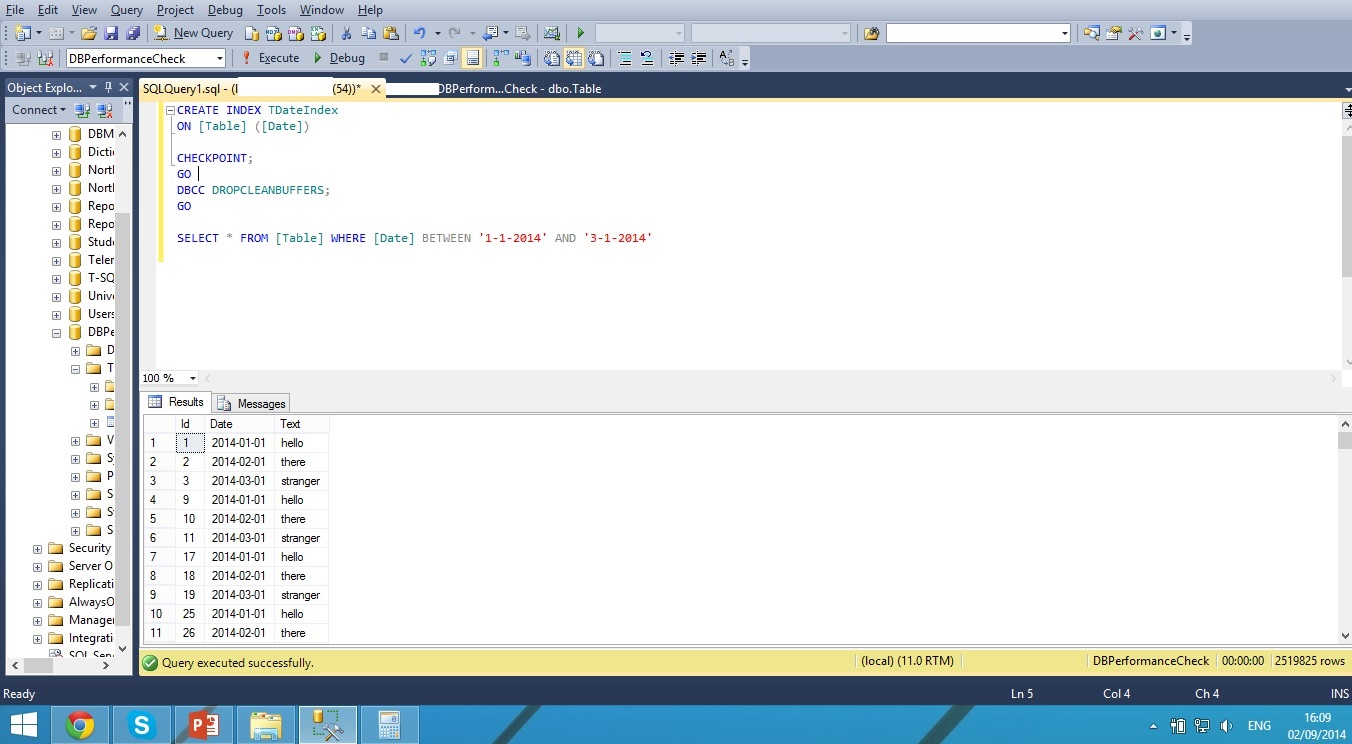 File Edit View Query Project Debug Tools Window Help
New Query
DBPerformanceCheck Execute Debug
Object Explo...
SQLQuery1.sql - (l (54))* DBPerform...Check - dbo.Table
Connect
DBM
Dictio
North
North
Repo
Repo
Stude
Teler
T-SQ
Unive
Users
DBPe
D
T
V
Sy
P
S
St
Se
Security
Server O
Replicati
AlwaysO
Manager
Integrati
SQL Serv
CREATE INDEX TDateIndex
ON [Table] ([Date])
CHECKPOINT;
GO
DBCC DROPCLEANBUFFERS;
GO
SELECT * FROM [Table] WHERE [Date] BETWEEN '1-1-2014' AND '3-1-2014'
100 %
Results Messages
Id Date Text
1 1 2014-01-01 hello
2 2 2014-02-01 there
3 3 2014-03-01 stranger
4 9 2014-01-01 hello
5 10 2014-02-01 there
6 11 2014-03-01 stranger
7 17 2014-01-01 hello
8 18 2014-02-01 there
9 19 2014-03-01 stranger
10 25 2014-01-01 hello
11 26 2014-02-01 there
Query executed successfully. (local) (11.0 RTM) DBPerformanceCheck 00:00:00 2519825 rows
Ready Ln 5 Col 4 Ch 4 INS
ENG 16:09
02/09/2014